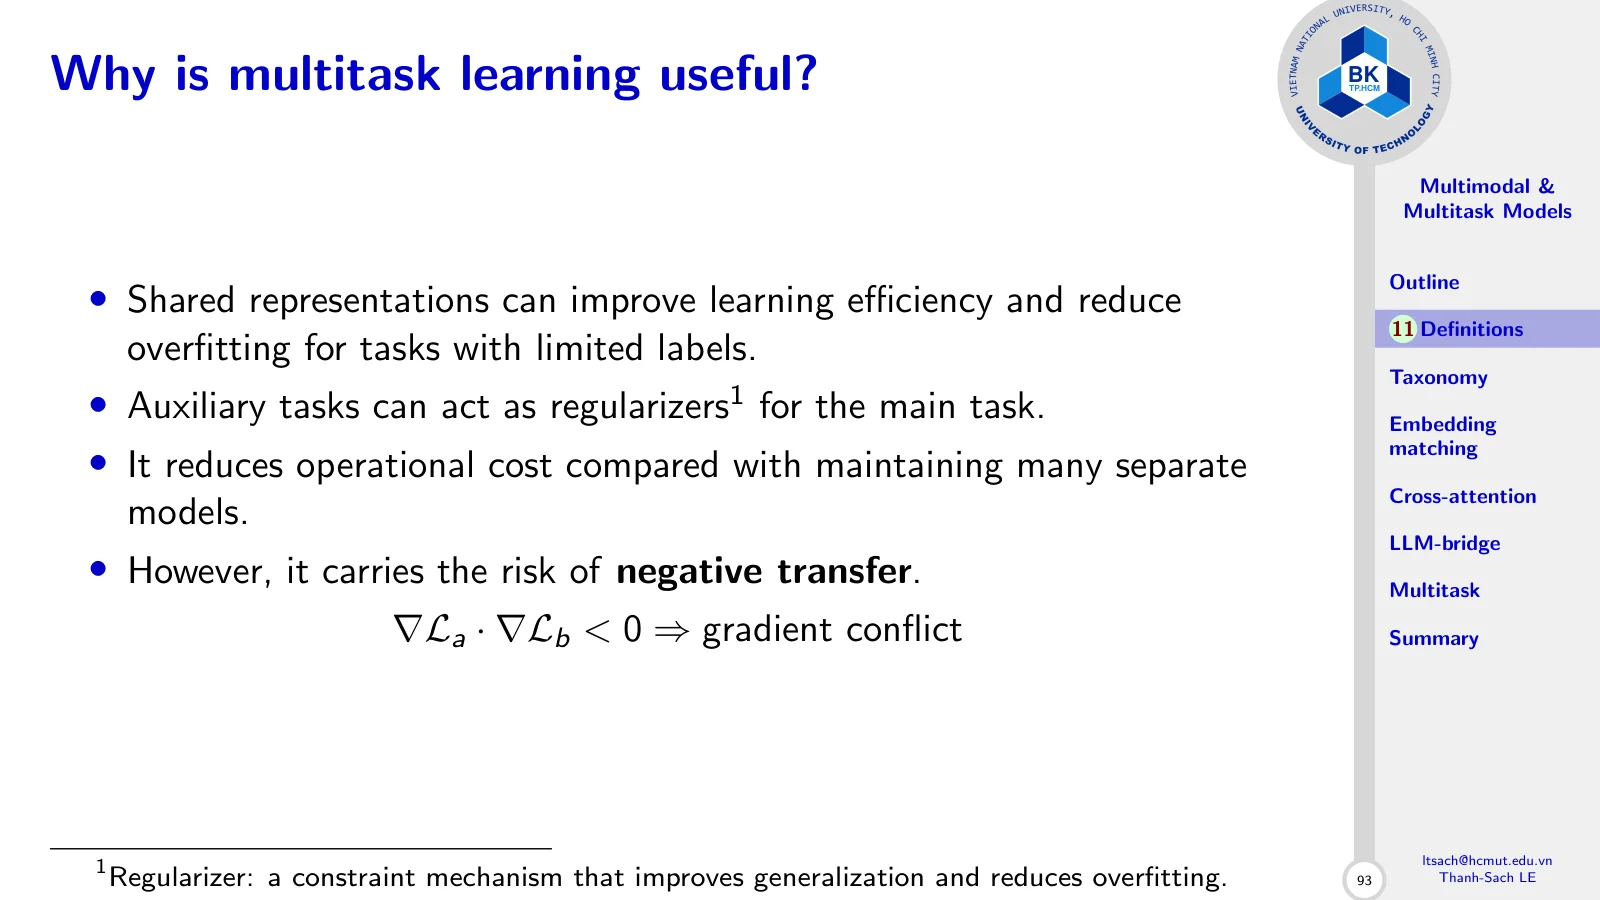 Why is multitask learning useful?
• Shared representations can improve learning efficiency and reduce
overfitting for tasks with limited labels.
• Auxiliary tasks can act as regularizers¹ for the main task.
• It reduces operational cost compared with maintaining many separate
models.
• However, it carries the risk of negative transfer.
∇ℒₐ · ∇ℒ_b < 0 ⇒ gradient conflict
¹Regularizer: a constraint mechanism that improves generalization and reduces overfitting.
VIETNAM NATIONAL UNIVERSITY, HO CHI MINH CITY
BK
TP.HCM
UNIVERSITY OF TECHNOLOGY
Multimodal &
Multitask Models
Outline
11 Definitions
Taxonomy
Embedding
matching
Cross-attention
LLM-bridge
Multitask
Summary
ltsach@hcmut.edu.vn
Thanh-Sach LE
93